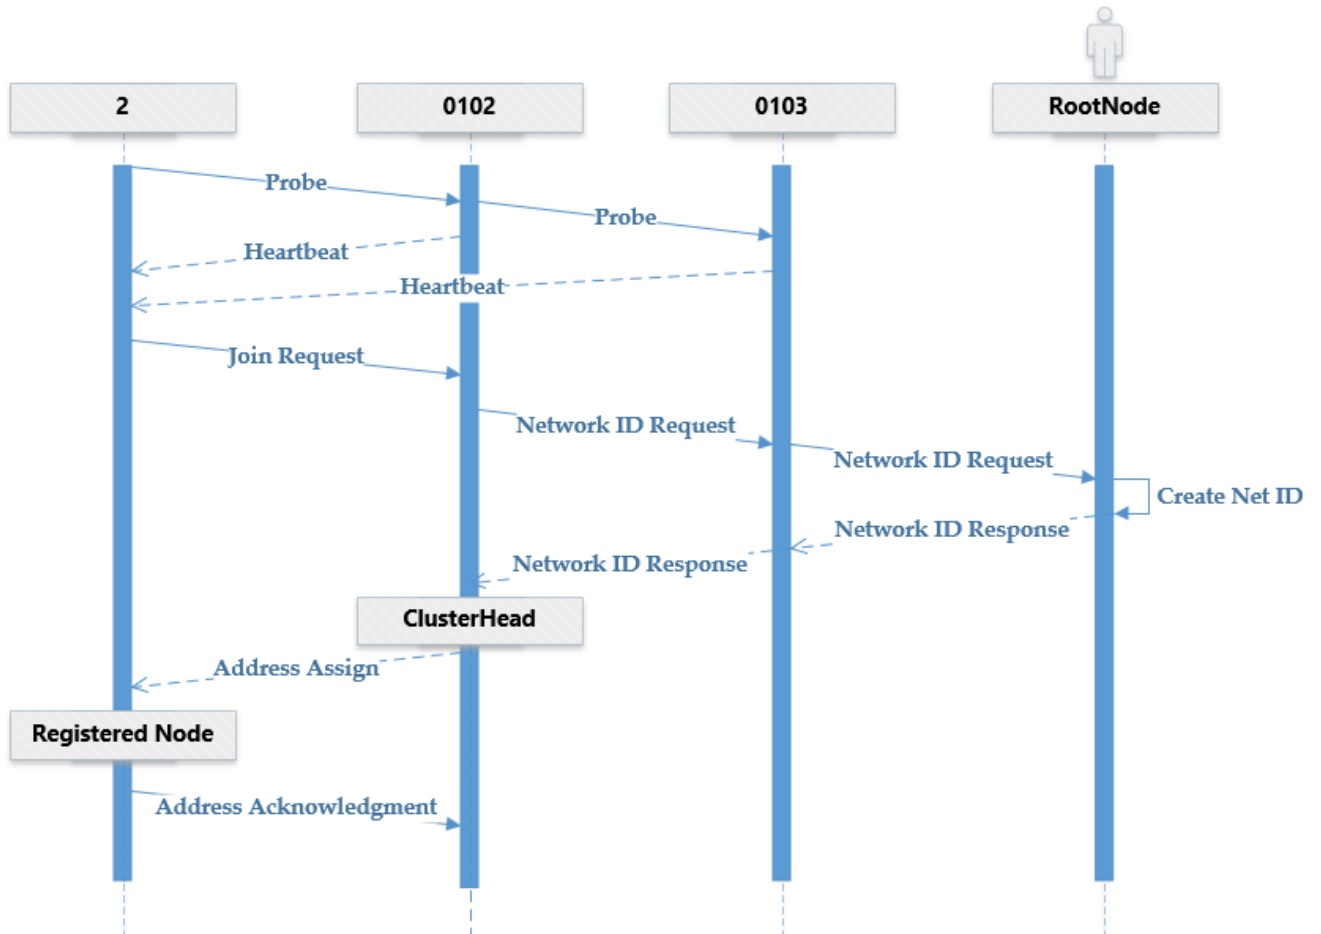 2
0102
0103
RootNode
Probe
Probe
Heartbeat
Heartbeat
Join Request
Network ID Request
Network ID Request
Create Net ID
Network ID Response
Network ID Response
ClusterHead
Address Assign
Registered Node
Address Acknowledgment